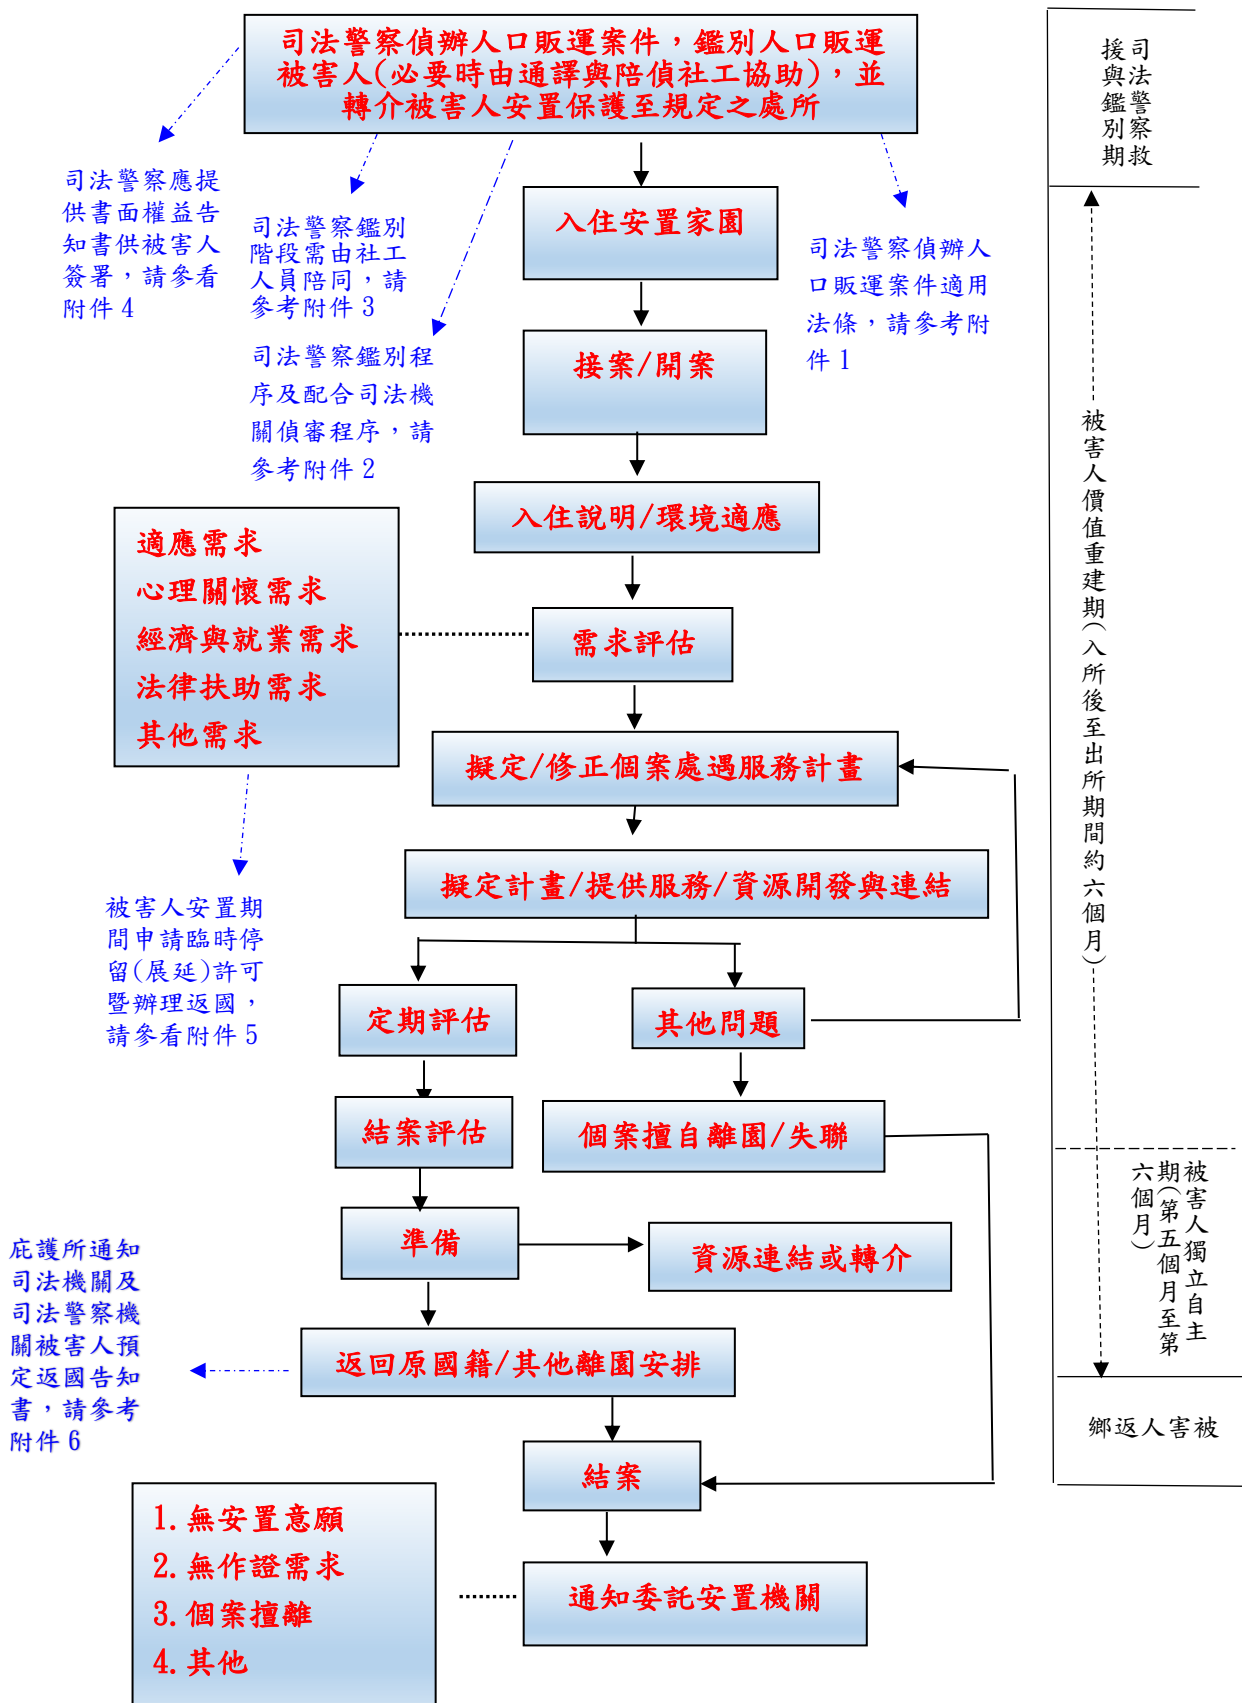 司法警察偵辦人口販運案件，鑑別人口販運
被害人(必要時由通譯與陪偵社工協助)，並
轉介被害人安置保護至規定之處所
司法警察救
援與鑑別期
司法警察應提
供書面權益告
知書供被害人
簽署，請參看
附件 4
司法警察鑑別
階段需由社工
人員陪同，請
參考附件 3
司法警察鑑別程
序及配合司法機
關偵審程序，請
參考附件 2
司法警察偵辦人
口販運案件適用
法條，請參考附
件 1
入住安置家園
接案/開案
入住說明/環境適應
適應需求
心理關懷需求
經濟與就業需求
法律扶助需求
其他需求
需求評估
被害人價值重建期(入所後至出所期間約六個月)
擬定/修正個案處遇服務計畫
擬定計畫/提供服務/資源開發與連結
被害人安置期
間申請臨時停
留(展延)許可
暨辦理返國，
請參看附件 5
定期評估
其他問題
結案評估
個案擅自離園/失聯
準備
資源連結或轉介
被害人獨立自主
期(第五個月至第
六個月)
庇護所通知
司法機關及
司法警察機
關被害人預
定返國告知
書，請參考
附件 6
返回原國籍/其他離園安排
鄉返人害被
結案
1.無安置意願
2.無作證需求
3.個案擅離
4.其他
通知委託安置機關